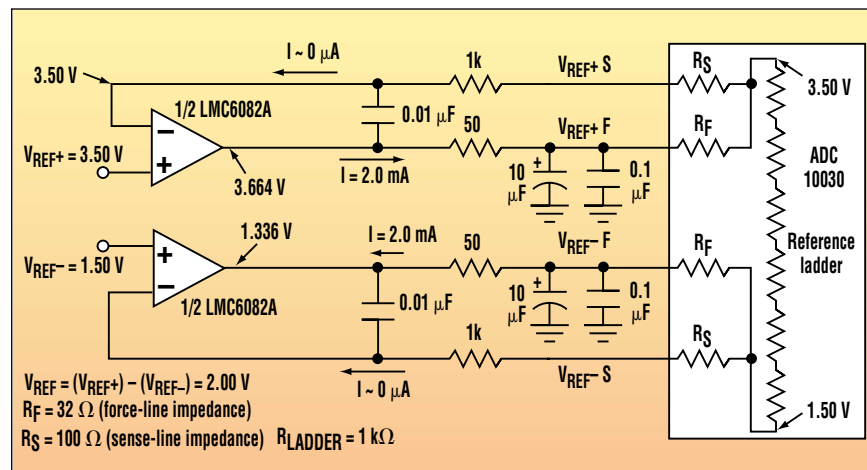 I ~ 0 μA
3.50 V
1k
VREF+ S
RS
3.50 V
1/2 LMC6082A
0.01 μF
50
VREF+ F
RF
−
+
VREF+ = 3.50 V
3.664 V
I = 2.0 mA
+
10 μF
0.1 μF
ADC 10030
1.336 V
I = 2.0 mA
50
VREF− F
RF
Reference ladder
+
−
VREF− = 1.50 V
1/2 LMC6082A
0.01 μF
+
10 μF
0.1 μF
1k
RS
I ~ 0 μA
VREF− S
VREF = (VREF+) − (VREF−) = 2.00 V
RF = 32 Ω (force-line impedance)
RS = 100 Ω (sense-line impedance) RLADDER = 1 kΩ
1.50 V